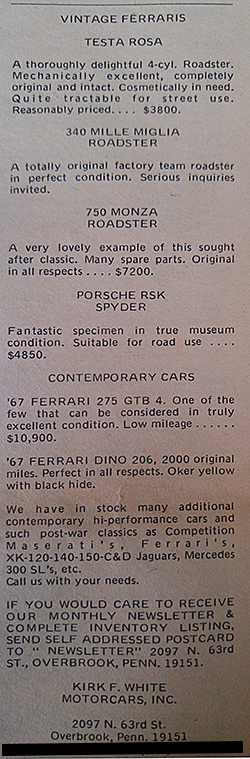 VINTAGE FERRARIS
TESTA ROSA
A thoroughly delightful 4-cyl. Roadster.
Mechanically excellent, completely
original and intact. Cosmetically in need.
Quite tractable for street use.
Reasonably priced.... $3800.
340 MILLE MIGLIA
ROADSTER
A totally original factory team roadster
in perfect condition. Serious inquiries
invited.
750 MONZA
ROADSTER
A very lovely example of this sought
after classic. Many spare parts. Original
in all respects .... $7200.
PORSCHE RSK
SPYDER
Fantastic specimen in true museum
condition. Suitable for road use ....
$4850.
CONTEMPORARY CARS
'67 FERRARI 275 GTB 4. One of the
few that can be considered in truly
excellent condition. Low mileage ......
$10,900.
'67 FERRARI DINO 206, 2000 original
miles. Perfect in all respects. Oker yellow
with black hide.
We have in stock many additional
contemporary hi-performance cars and
such post-war classics as Competition
Maserati's, Ferrari's,
XK-120-140-150-C&D Jaguars, Mercedes
300 SL's, etc.
Call us with your needs.
IF YOU WOULD CARE TO RECEIVE
OUR MONTHLY NEWSLETTER &
COMPLETE INVENTORY LISTING,
SEND SELF ADDRESSED POSTCARD
TO " NEWSLETTER" 2097 N. 63rd
ST., OVERBROOK, PENN. 19151.
KIRK F. WHITE
MOTORCARS, INC.
2097 N. 63rd St.
Overbrook, Penn. 19151